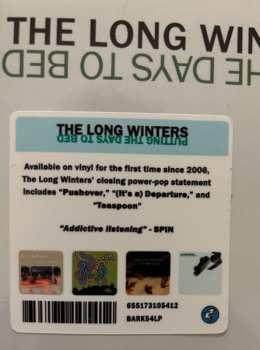 THE LONG WIN
HE DAYS TO BED
THE LONG WINTERS
PUTTING THE DAYS TO BED
Available on vinyl for the first time since 2006,
The Long Winters' closing power-pop statement
includes "Pushover," "(It's a) Departure," and
"Teaspoon"
"Addictive listening" - SPIN
655173105412
BARK54LP